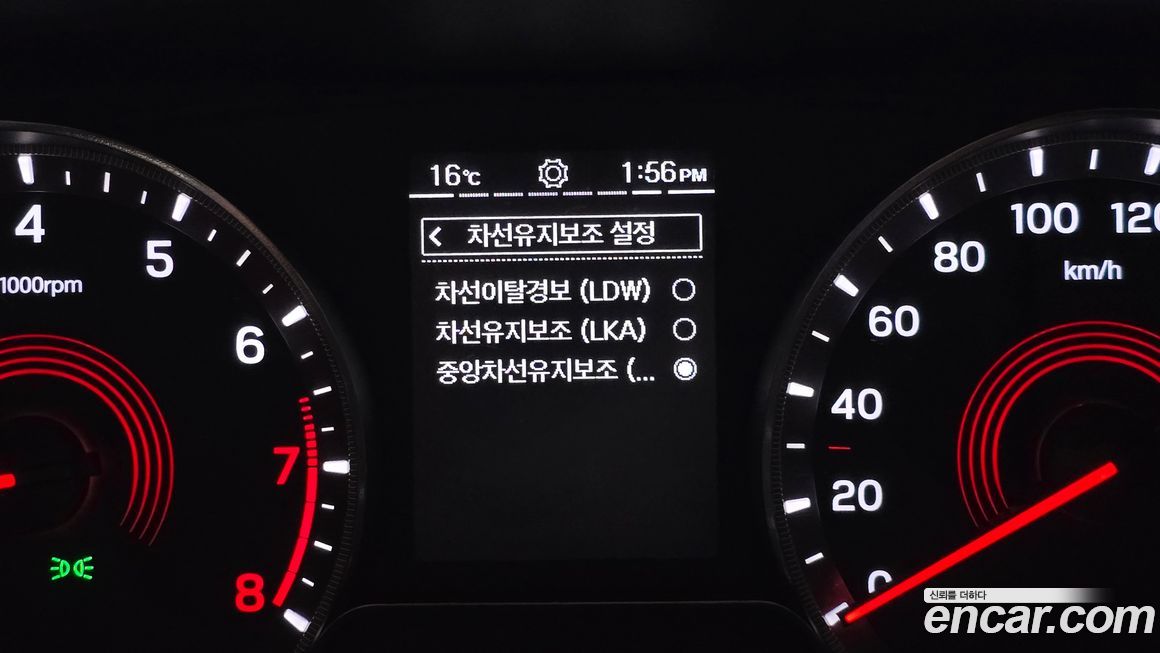 16℃
1:56 PM
차선유지보조 설정
차선이탈경보 (LDW)
차선유지보조 (LKA)
중앙차선유지보조 (...
4
5
6
7
8
1000rpm
0
20
40
60
80
100
120
km/h
신뢰를 더하다
encar.com